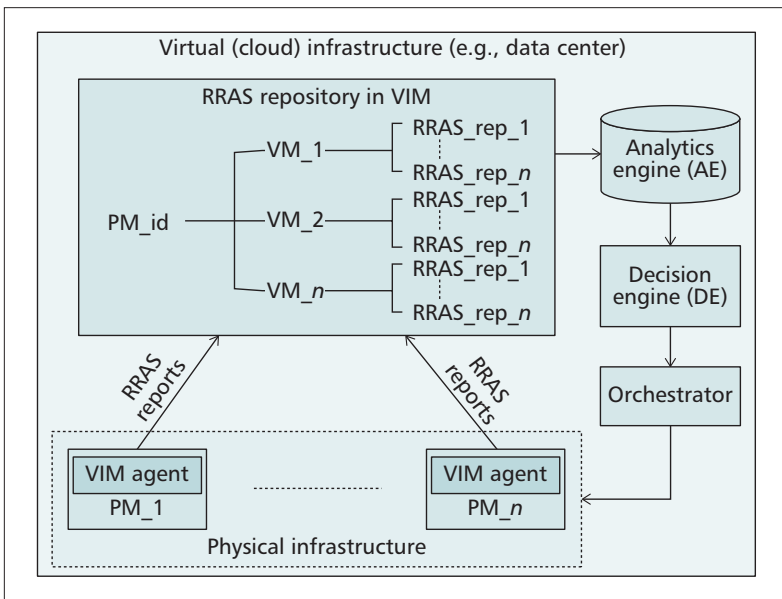 Virtual (cloud) infrastructure (e.g., data center)
RRAS repository in VIM
PM_id
VM_1
RRAS_rep_1
RRAS_rep_n
VM_2
RRAS_rep_1
RRAS_rep_n
VM_n
RRAS_rep_1
RRAS_rep_n
Analytics
engine (AE)
Decision
engine (DE)
Orchestrator
RRAS
reports
RRAS
reports
VIM agent
PM_1
VIM agent
PM_n
Physical infrastructure